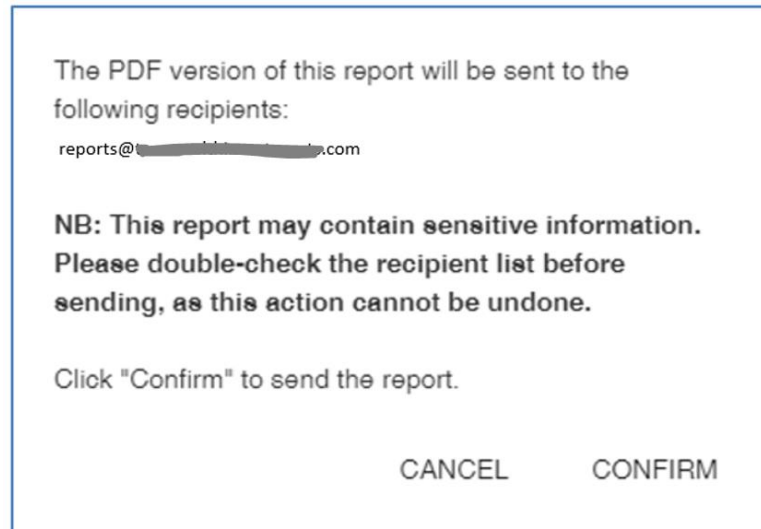 The PDF version of this report will be sent to the
following recipients:
reports@ .com
NB: This report may contain sensitive information.
Please double-check the recipient list before
sending, as this action cannot be undone.
Click "Confirm" to send the report.
CANCEL CONFIRM